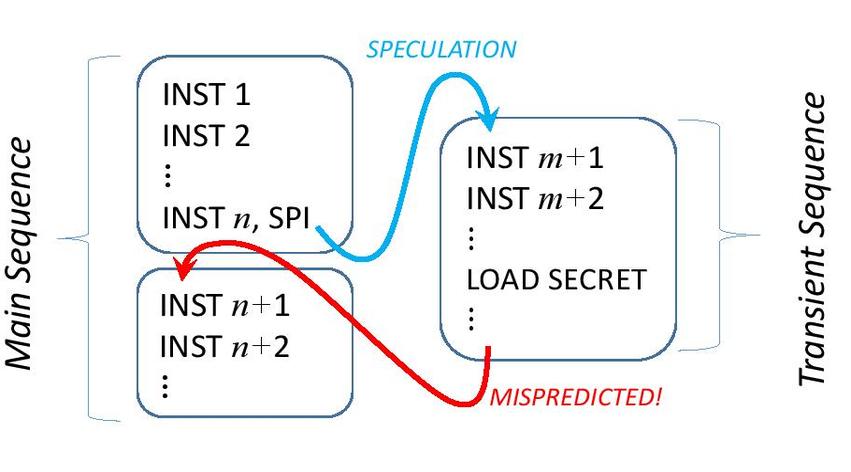 SPECULATION
Main Sequence
INST 1
INST 2
⋮
INST n, SPI
INST n+1
INST n+2
⋮
INST m+1
INST m+2
⋮
LOAD SECRET
⋮
MISPREDICTED!
Transient Sequence